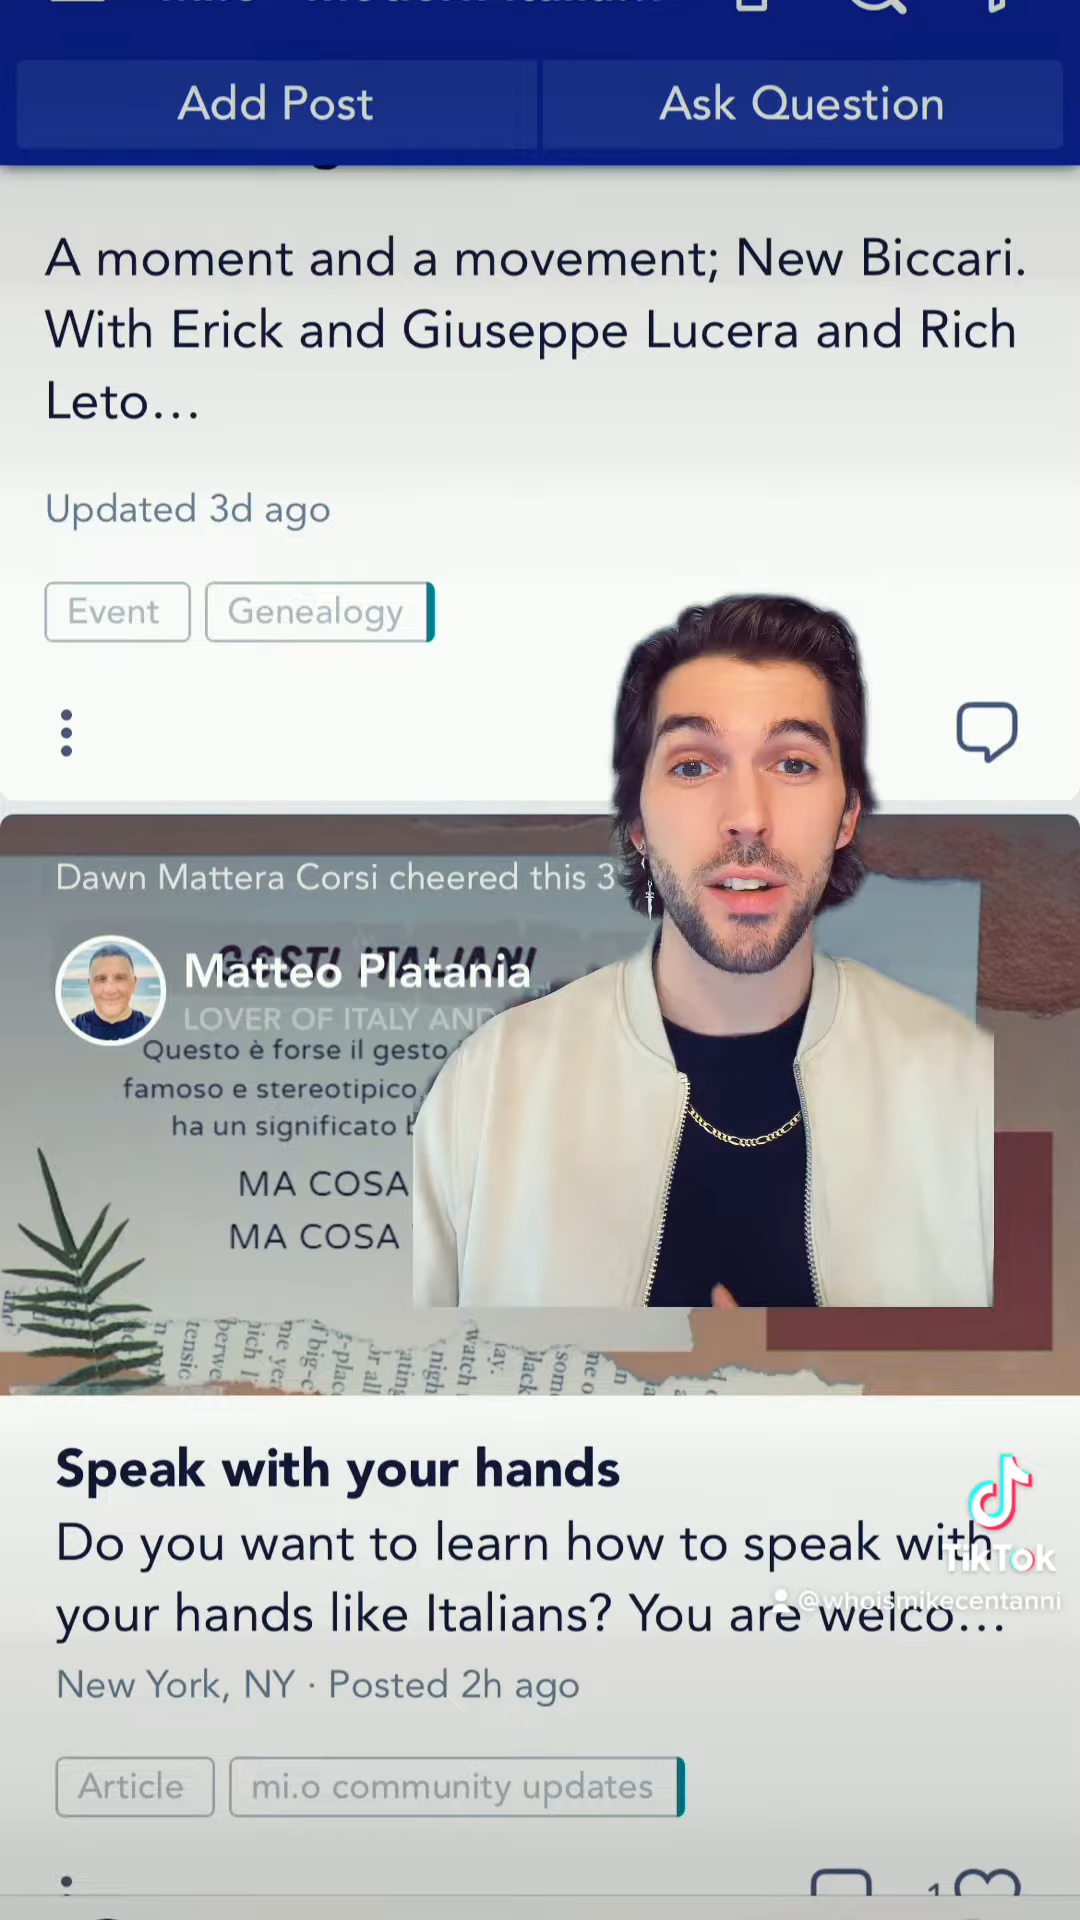 Add Post
Ask Question
A moment and a movement; New Biccari.
With Erick and Giuseppe Lucera and Rich
Leto...
Updated 3d ago
Event
Genealogy
Dawn Mattera Corsi cheered this 3
GESTI ITALIANI
Matteo Platania
LOVER OF ITALY AND
Questo è forse il gesto
famoso e stereotipico,
ha un significato
MA COSA
MA COSA
Speak with your hands
Do you want to learn how to speak with
your hands like Italians? You are welco...
TikTok
@whoismikecentanni
New York, NY · Posted 2h ago
Article
mi.o community updates
1